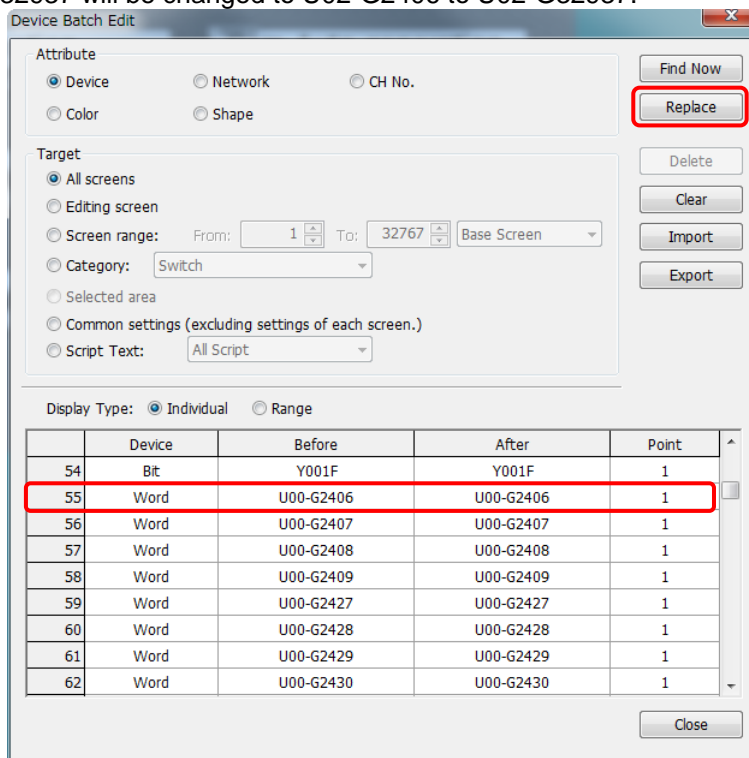 will be changed to to
Device Batch Edit
Attribute
Device Network CH No.
Color Shape
Find Now
Replace
Target
All screens
Editing screen
Screen range: From: 1 To: 32767 Base Screen
Category: Switch
Selected area
Common settings (excluding settings of each screen.)
Script Text: All Script
Delete
Clear
Import
Export
Display Type: Individual Range
Device Before After Point
54 Bit Y001F Y001F 1
55 Word U00-G2406 U00-G2406 1
56 Word U00-G2407 U00-G2407 1
57 Word U00-G2408 U00-G2408 1
58 Word U00-G2409 U00-G2409 1
59 Word U00-G2427 U00-G2427 1
60 Word U00-G2428 U00-G2428 1
61 Word U00-G2429 U00-G2429 1
62 Word U00-G2430 U00-G2430 1
Close